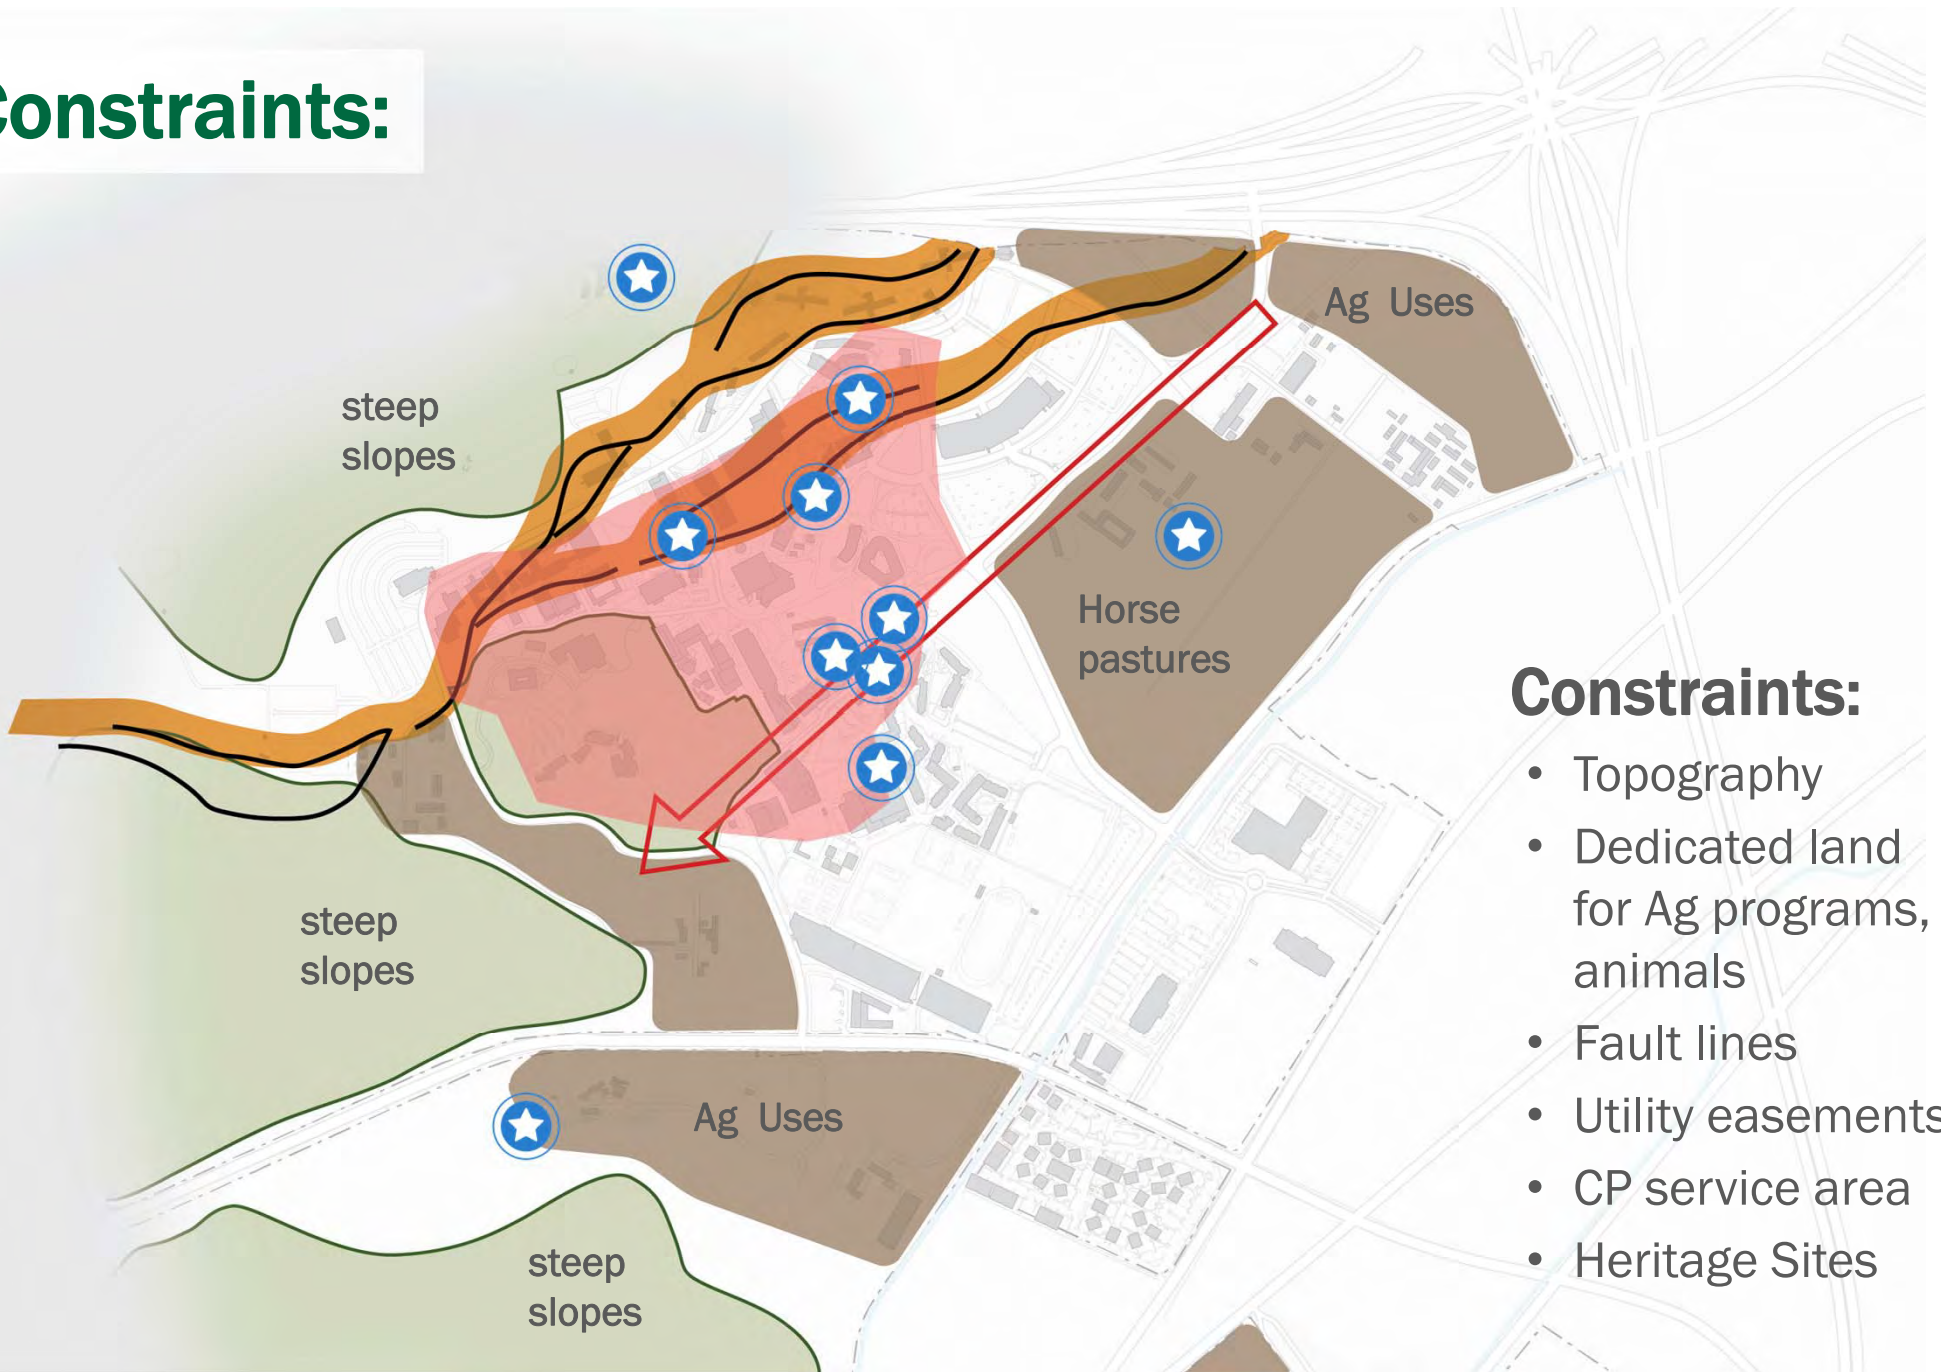 onstraints:
steep
slopes
Ag Uses
Horse
pastures
steep
slopes
Ag Uses
steep
slopes
Constraints:
• Topography
• Dedicated land
for Ag programs,
animals
• Fault lines
• Utility easements
• CP service area
• Heritage Sites